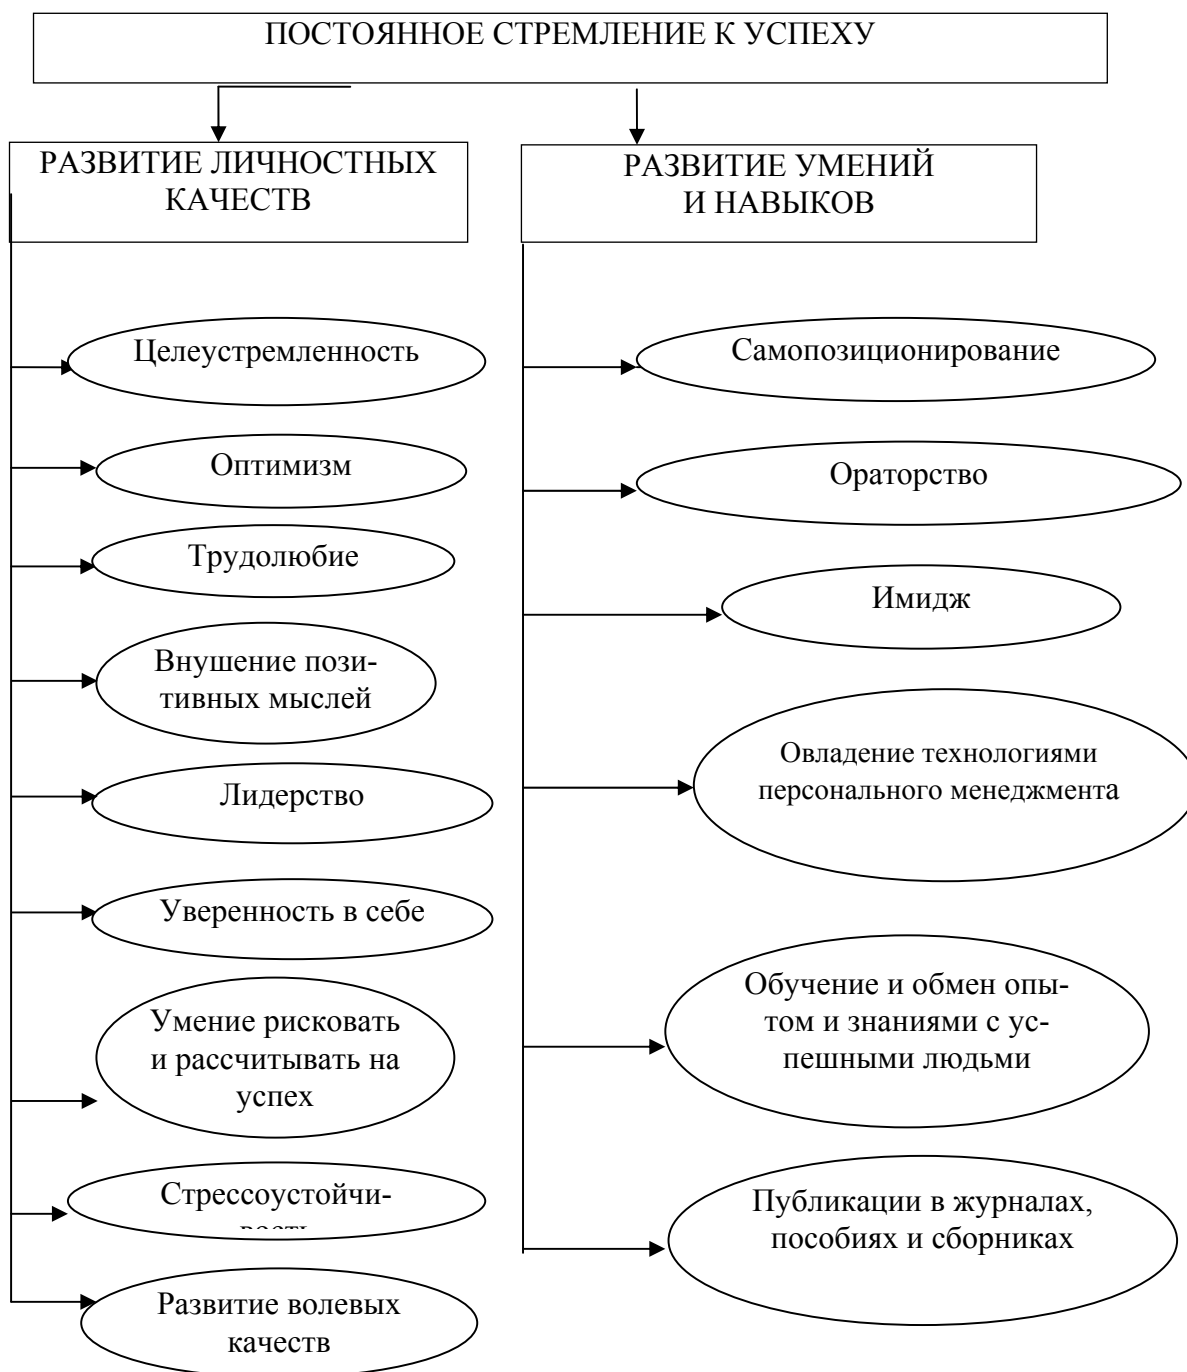 ПОСТОЯННОЕ СТРЕМЛЕНИЕ К УСПЕХУ
РАЗВИТИЕ ЛИЧНОСТНЫХ
КАЧЕСТВ
Целеустремленность
Оптимизм
Трудолюбие
Внушение пози-
тивных мыслей
Лидерство
Уверенность в себе
Умение рисковать
и рассчитывать на
успех
Стрессоустойчи-
вость
Развитие волевых
качеств
РАЗВИТИЕ УМЕНИЙ
И НАВЫКОВ
Самопозиционирование
Ораторство
Имидж
Овладение технологиями
персонального менеджмента
Обучение и обмен опы-
том и знаниями с ус-
пешными людьми
Публикации в журналах,
пособиях и сборниках